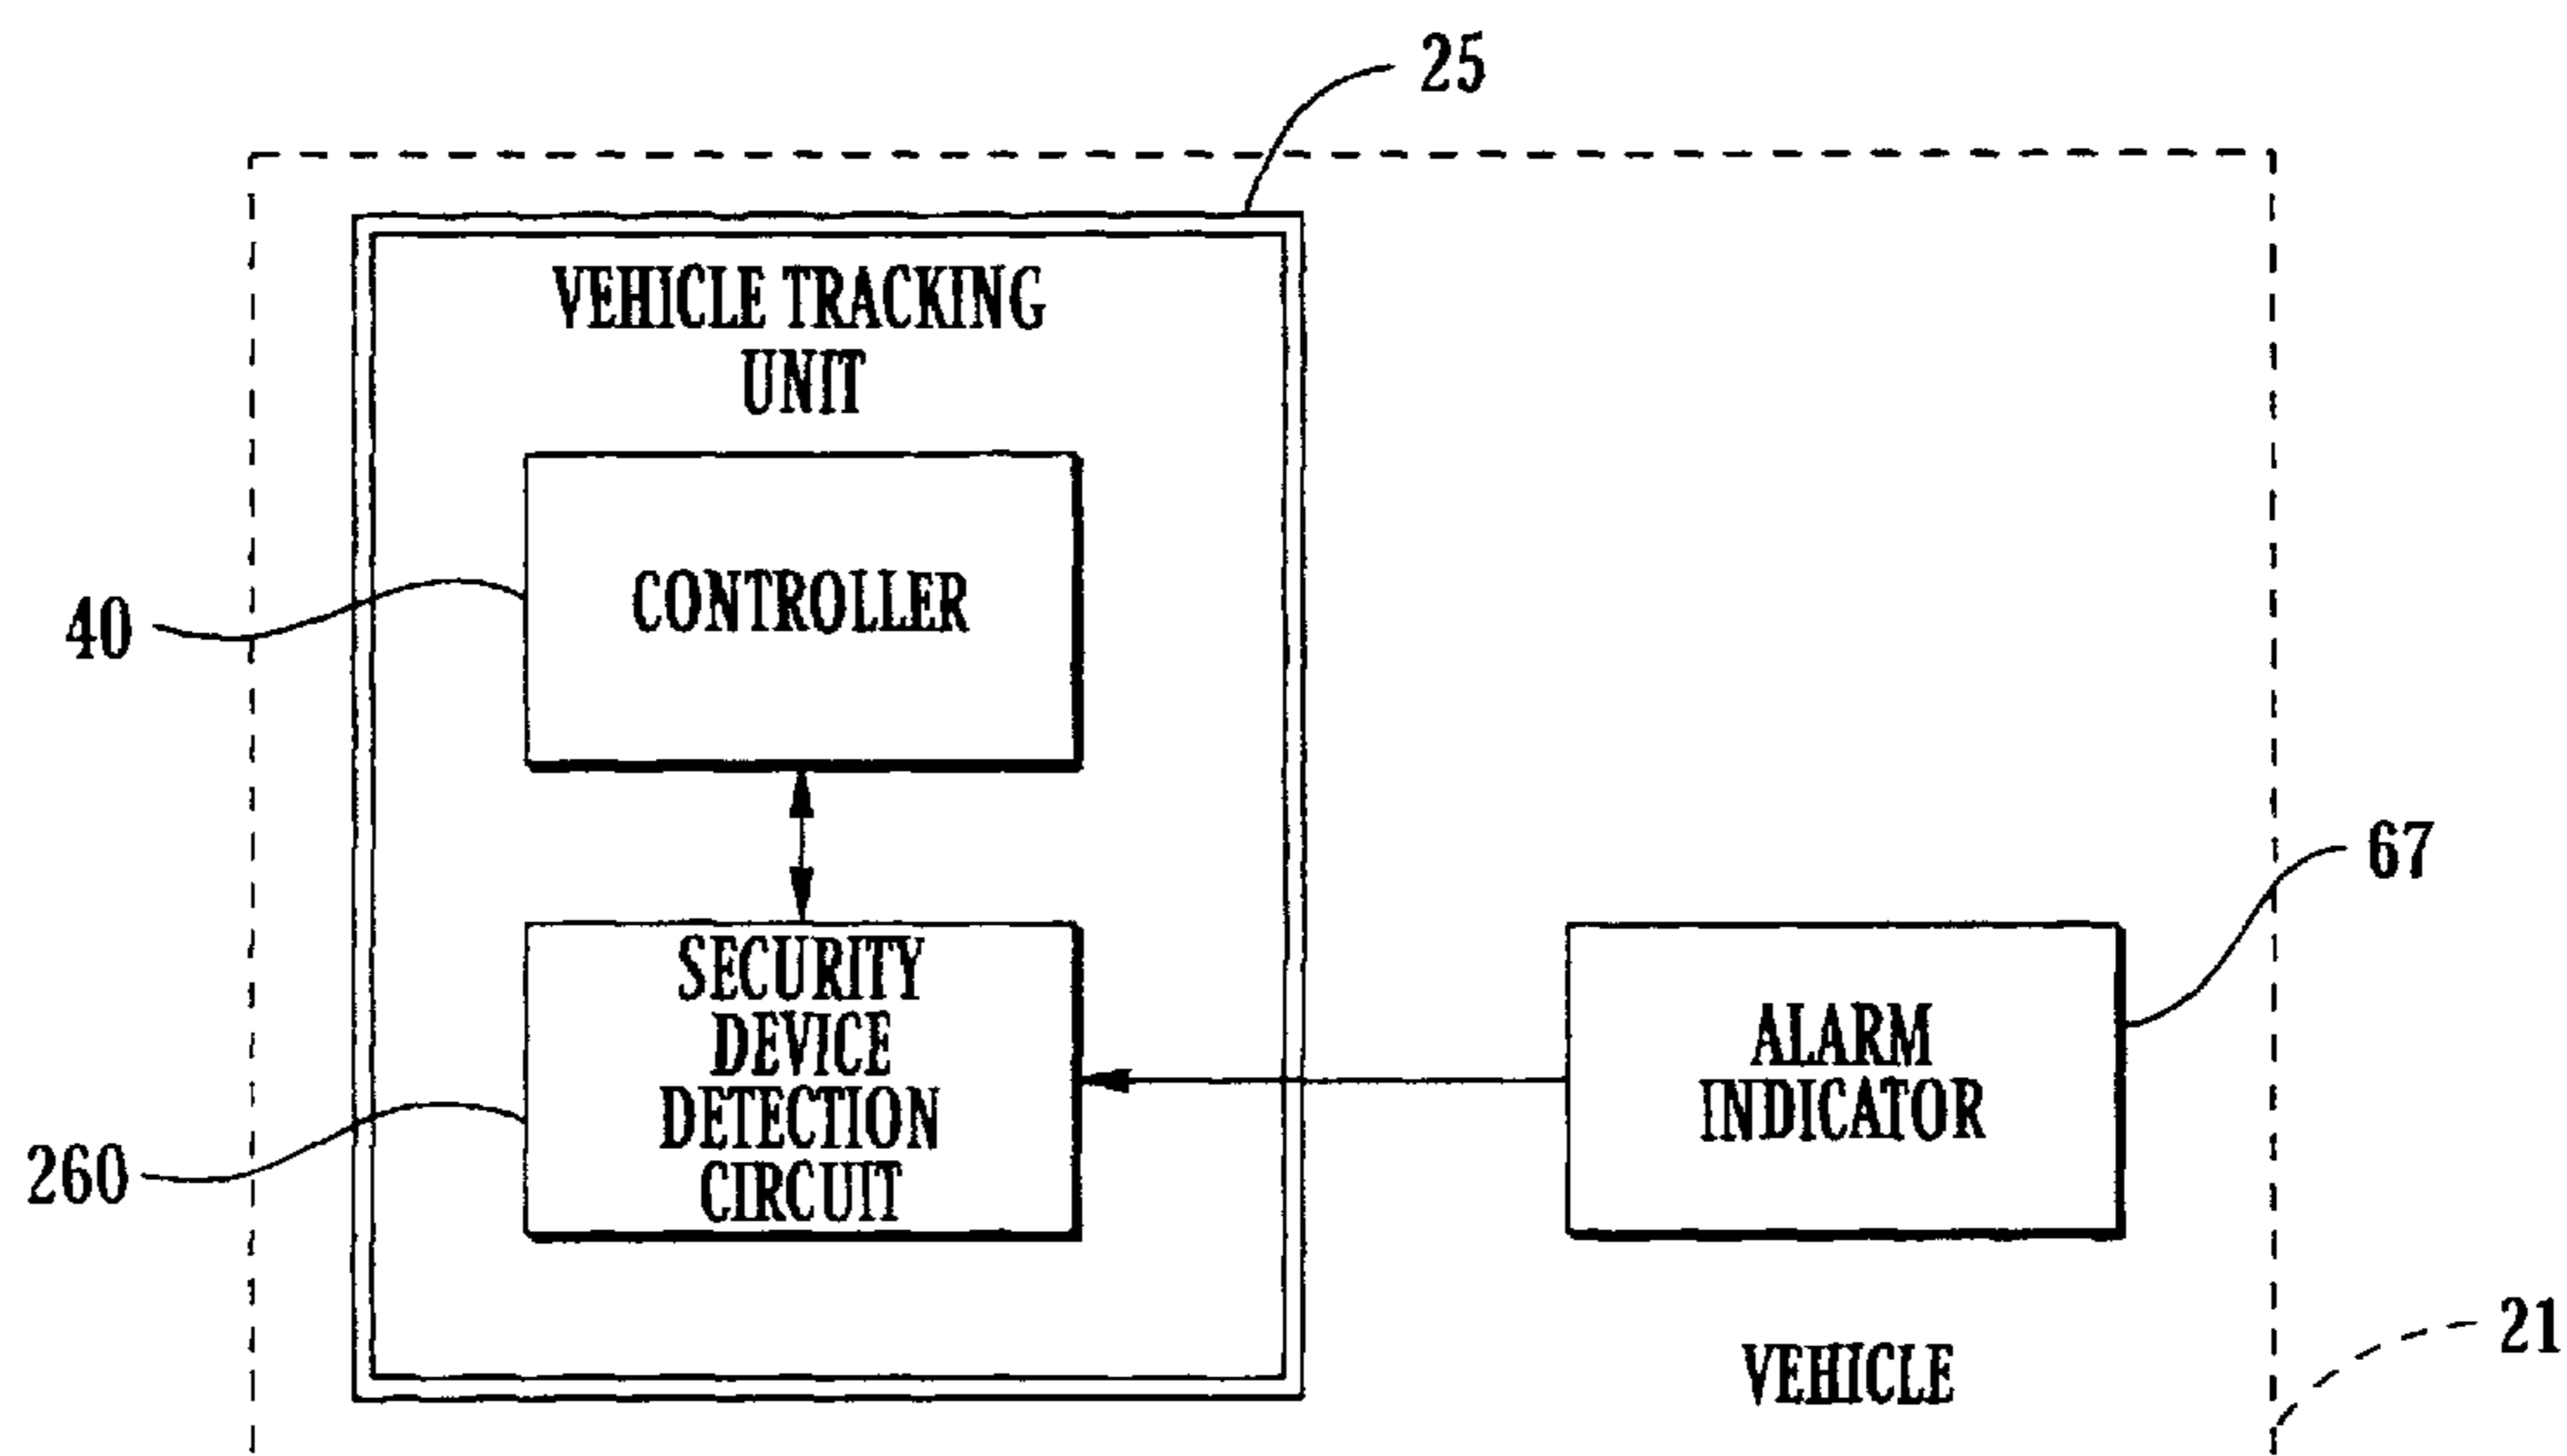 25
VEHICLE TRACKING
UNIT
CONTROLLER
40
67
SECURITY
DEVICE
DETECTION
CIRCUIT
ALARM
INDICATOR
260
21
VEHICLE